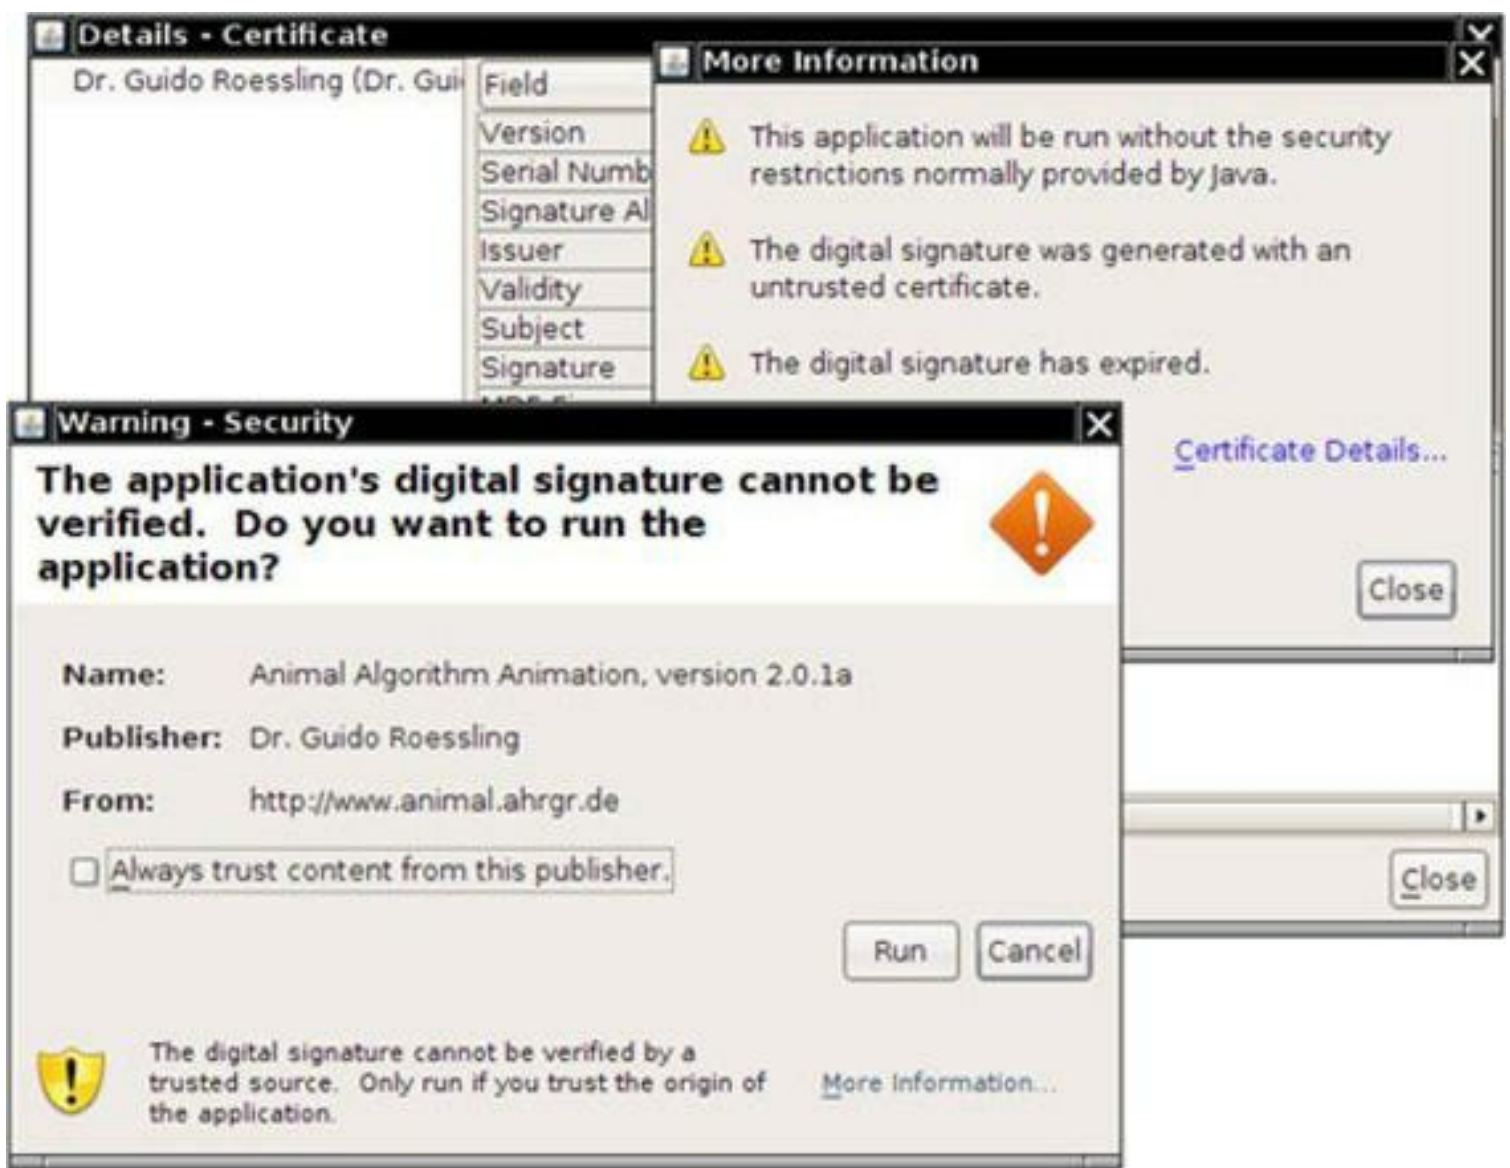 Details - Certificate
Dr. Guido Roessling (Dr. Gui
Field
Version
Serial Numb
Signature Al
Issuer
Validity
Subject
Signature
More Information
This application will be run without the security
restrictions normally provided by Java.
The digital signature was generated with an
untrusted certificate.
The digital signature has expired.
Certificate Details...
Close
Warning - Security
The application's digital signature cannot be
verified. Do you want to run the
application?
Name: Animal Algorithm Animation, version 2.0.1a
Publisher: Dr. Guido Roessling
From: http://www.animal.ahrgr.de
Always trust content from this publisher.
Run Cancel
The digital signature cannot be verified by a
trusted source. Only run if you trust the origin of
the application.
More Information...
Close